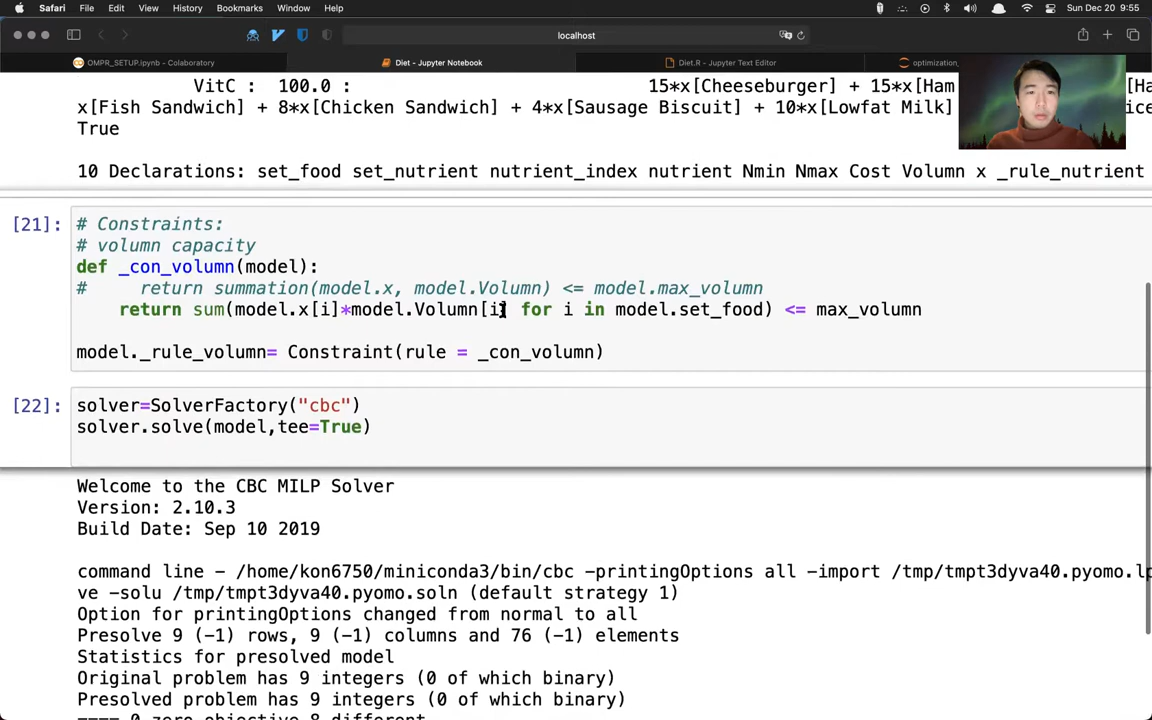 Safari File Edit View History Bookmarks Window Help Sun Dec 20 9:55
localhost
OMPR_SETUP.ipynb - Colaboratory Diet - Jupyter Notebook Diet.R - Jupyter Text Editor optimization_
VitC : 100.0 : 15*x[Cheeseburger] + 15*x[Ham
x[Fish Sandwich] + 8*x[Chicken Sandwich] + 4*x[Sausage Biscuit] + 10*x[Lowfat Milk]
True
10 Declarations: set_food set_nutrient nutrient_index nutrient Nmin Nmax Cost Volumn x _rule_nutrient
[21]: # Constraints:
# volumn capacity
def _con_volumn(model):
# return summation(model.x, model.Volumn) <= model.max_volumn
return sum(model.x[i]*model.Volumn[i] for i in model.set_food) <= max_volumn
model._rule_volumn= Constraint(rule = _con_volumn)
[22]: solver=SolverFactory("cbc")
solver.solve(model,tee=True)
Welcome to the CBC MILP Solver
Version: 2.10.3
Build Date: Sep 10 2019
command line - /home/kon6750/miniconda3/bin/cbc -printingOptions all -import /tmp/tmpt3dyva40.pyomo.lp
ve -solu /tmp/tmpt3dyva40.pyomo.soln (default strategy 1)
Option for printingOptions changed from normal to all
Presolve 9 (-1) rows, 9 (-1) columns and 76 (-1) elements
Statistics for presolved model
Original problem has 9 integers (0 of which binary)
Presolved problem has 9 integers (0 of which binary)
==== 0 zero objective 8 different